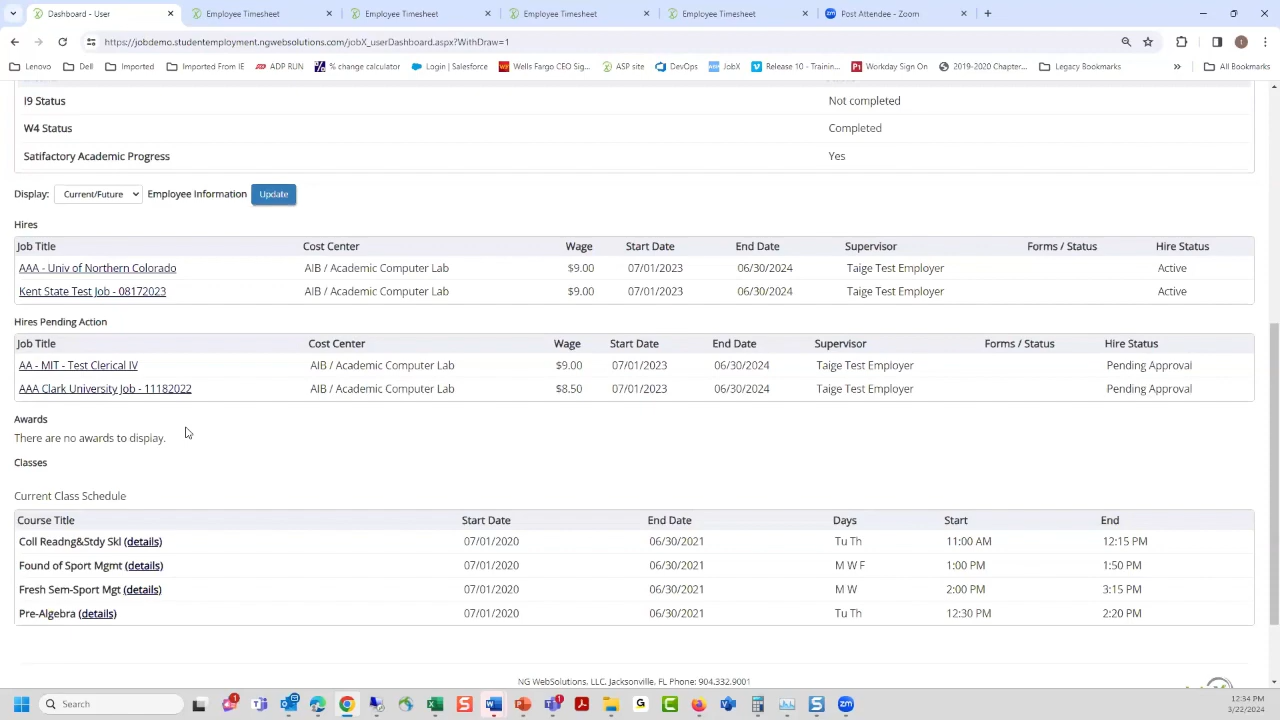 Dashboard - User
Employee Timesheet
Employee Timesheet
Employee Timesheet
Employee Timesheet
Post Attendee - Zoom
https://jobdemo.studentemployment.ngwebsolutions.com/jobX_userDashboard.aspx?WithDraw=1
Lenovo Dell Imported Imported From IE ADP RUN % change calculator Login | Salesforce Wells Fargo CEO Sig... ASP site DevOps JobX Release 10 - Trainin... Workday Sign On 2019-2020 Chapter... Legacy Bookmarks » All Bookmarks
I9 Status Not completed
W4 Status Completed
Satifactory Academic Progress Yes
Display: Current/Future Employee Information Update
Hires
Job Title Cost Center Wage Start Date End Date Supervisor Forms / Status Hire Status
AAA - Univ of Northern Colorado AIB / Academic Computer Lab $9.00 07/01/2023 06/30/2024 Taige Test Employer Active
Kent State Test Job - 08172023 AIB / Academic Computer Lab $9.00 07/01/2023 06/30/2024 Taige Test Employer Active
Hires Pending Action
Job Title Cost Center Wage Start Date End Date Supervisor Forms / Status Hire Status
AA - MIT - Test Clerical IV AIB / Academic Computer Lab $9.00 07/01/2023 06/30/2024 Taige Test Employer Pending Approval
AAA Clark University Job - 11182022 AIB / Academic Computer Lab $8.50 07/01/2023 06/30/2024 Taige Test Employer Pending Approval
Awards
There are no awards to display.
Classes
Current Class Schedule
Course Title Start Date End Date Days Start End
Coll Readng&Stdy Skl (details) 07/01/2020 06/30/2021 Tu Th 11:00 AM 12:15 PM
Found of Sport Mgmt (details) 07/01/2020 06/30/2021 M W F 1:00 PM 1:50 PM
Fresh Sem-Sport Mgt (details) 07/01/2020 06/30/2021 M W 2:00 PM 3:15 PM
Pre-Algebra (details) 07/01/2020 06/30/2021 Tu Th 12:30 PM 2:20 PM
NG WebSolutions, LLC, Jacksonville, FL Phone: 904.332.9001
Search
12:34 PM
3/22/2024